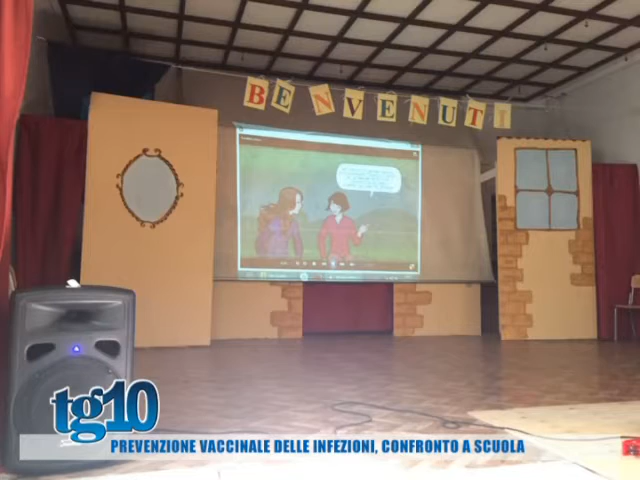 BENVENUTI
tg10
PREVENZIONE VACCINALE DELLE INFEZIONI, CONFRONTO A SCUOLA